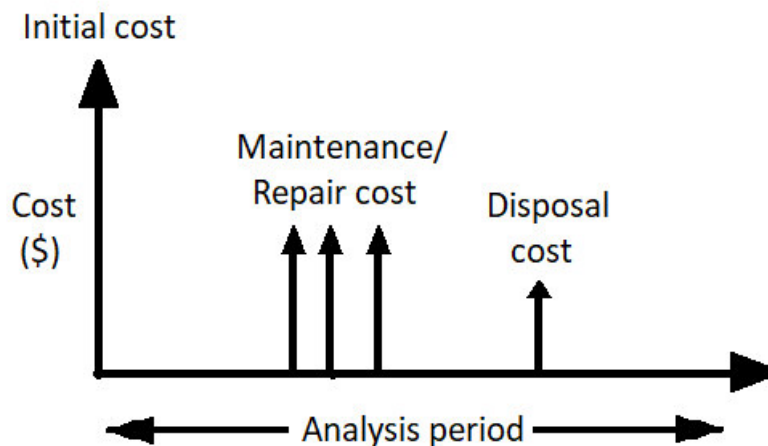 Initial cost
Maintenance/
Repair cost
Cost
($)
Disposal
cost
Analysis period